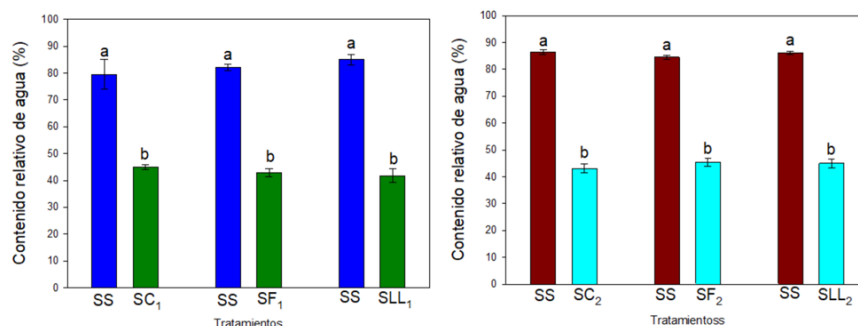 Contenido relativo de agua (%)
100
90
80
70
60
50
40
30
20
10
0
a
b
a
b
a
b
SS SC₁ SS SF₁ SS SLL₁
Tratamientos
Contenido relativo de agua (%)
100
90
80
70
60
50
40
30
20
10
0
a
b
a
b
a
b
SS SC₂ SS SF₂ SS SLL₂
Tratamientoss